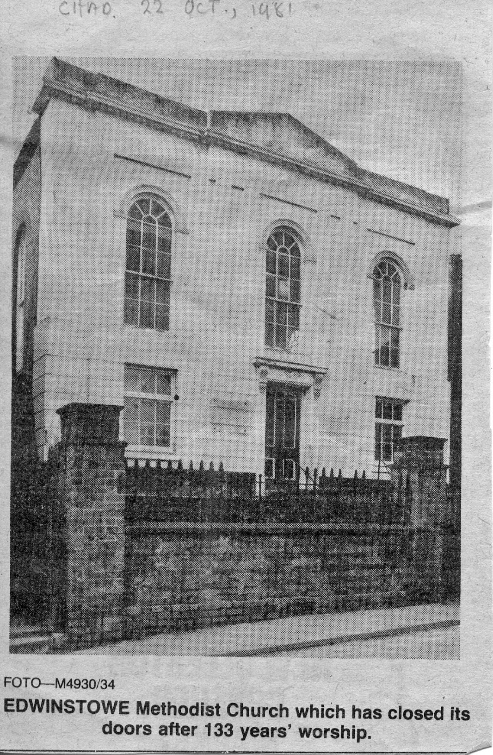 CHAD 22 OCT., 1981
FOTO—M4930/34
EDWINSTOWE Methodist Church which has closed its
doors after 133 years' worship.